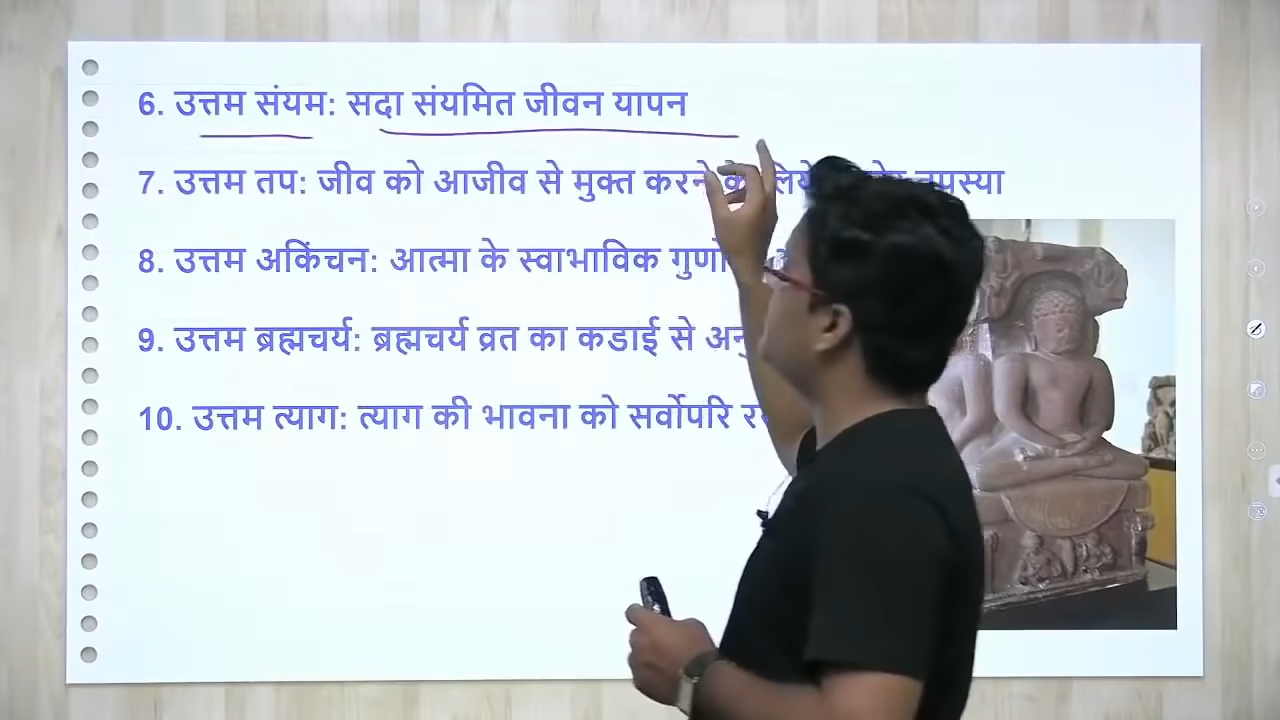 6. उत्तम संयम: सदा संयमित जीवन यापन
7. उत्तम तप: जीव को आजीव से मुक्त करने तपस्या
8. उत्तम अकिंचन: आत्मा के स्वाभाविक गुणों
9. उत्तम ब्रह्मचर्य: ब्रह्मचर्य व्रत का कडाई से
10. उत्तम त्याग: त्याग की भावना को सर्वोपरि